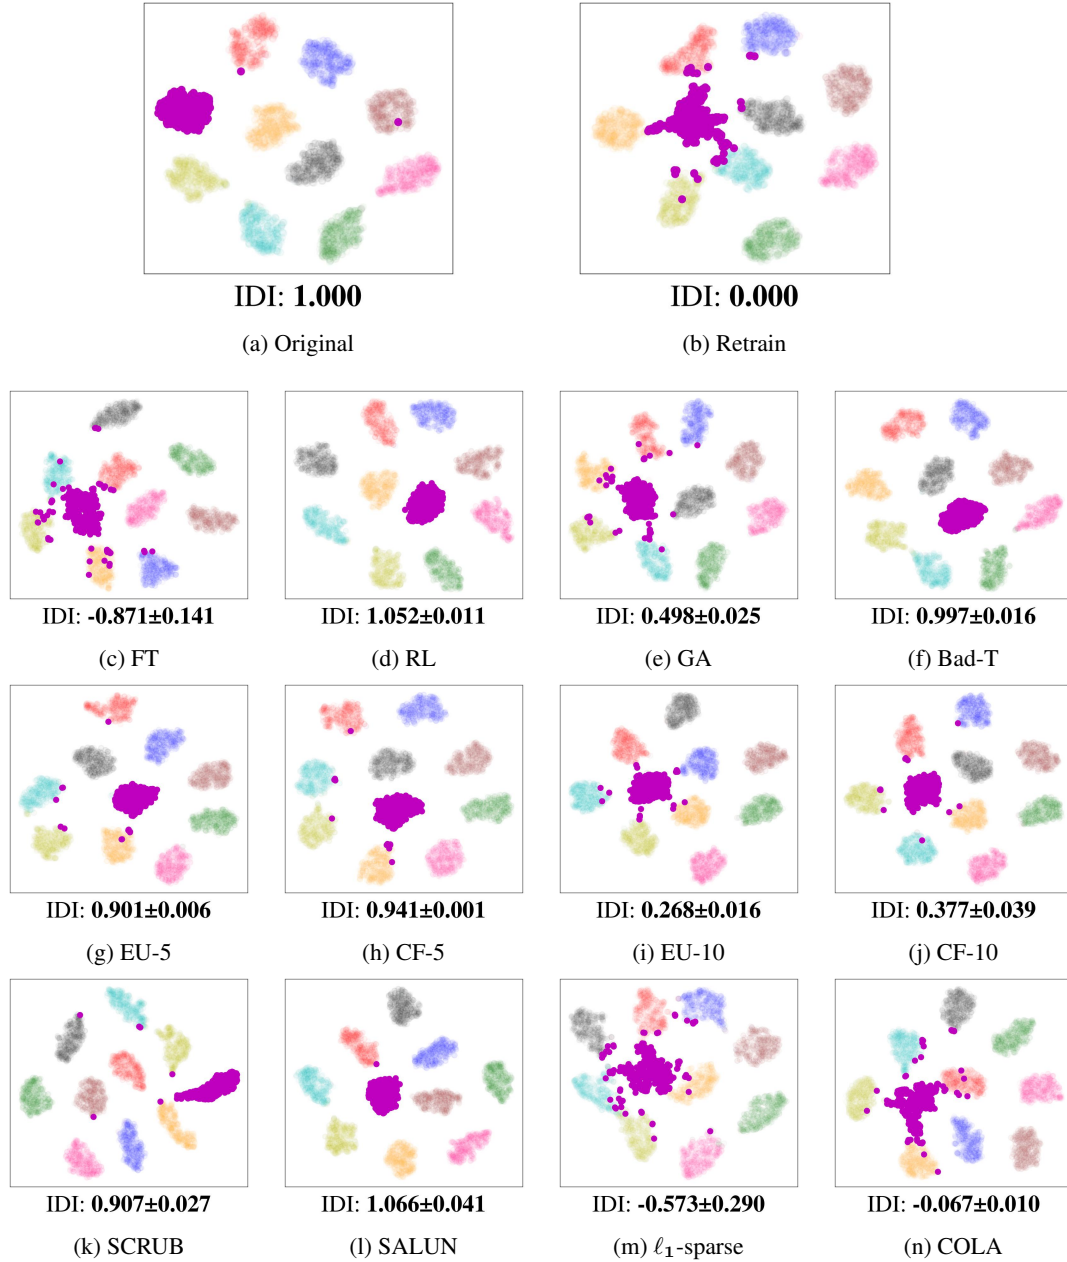 IDI: 1.000
IDI: 0.000
(a) Original
(b) Retrain
IDI: -0.871±0.141
IDI: 1.052±0.011
IDI: 0.498±0.025
IDI: 0.997±0.016
(c) FT
(d) RL
(e) GA
(f) Bad-T
IDI: 0.901±0.006
IDI: 0.941±0.001
IDI: 0.268±0.016
IDI: 0.377±0.039
(g) EU-5
(h) CF-5
(i) EU-10
(j) CF-10
IDI: 0.907±0.027
IDI: 1.066±0.041
IDI: -0.573±0.290
IDI: -0.067±0.010
(k) SCRUB
(l) SALUN
(m) ℓ₁-sparse
(n) COLA